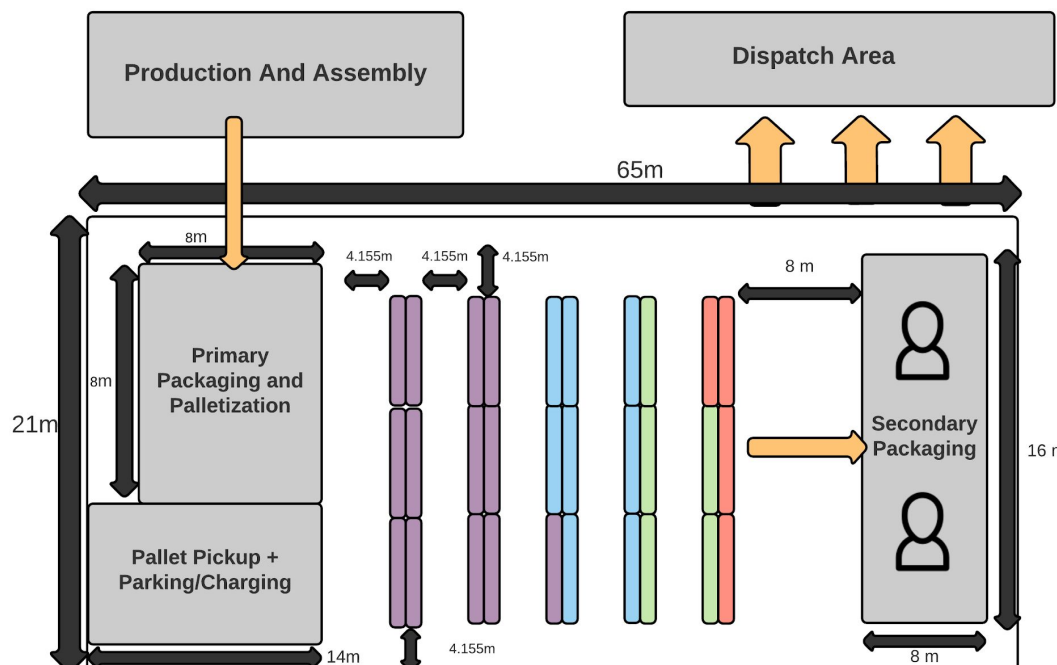 Production And Assembly
Dispatch Area
65m
8m
4.155m
4.155m
4.155m
8 m
8m
Primary
Packaging and
Palletization
21m
Secondary
Packaging
16 m
Pallet Pickup +
Parking/Charging
14m
4.155m
8 m